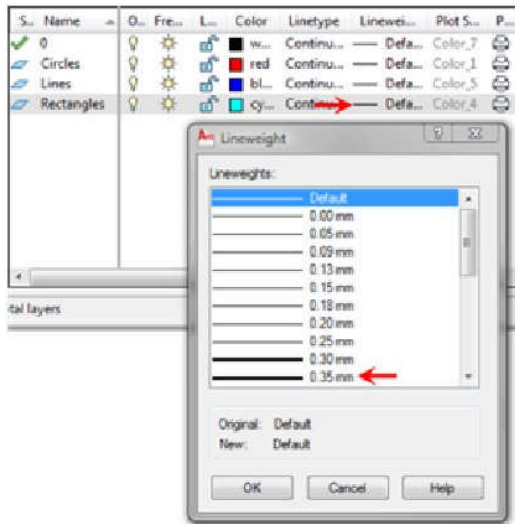 S.. Name O.. Fre... L... Color Linetype Linewei... Plot S... P...
0 w... Continu... Defa... Color_7
Circles red Continu... Defa... Color_1
Lines bl... Continu... Defa... Color_5
Rectangles cy... Continu... Defa... Color_4
Lineweight
Lineweights:
Default
0.00 mm
0.05 mm
0.09 mm
0.13 mm
0.15 mm
0.18 mm
0.20 mm
0.25 mm
0.30 mm
0.35 mm
tal layers
Original: Default
New: Default
OK Cancel Help